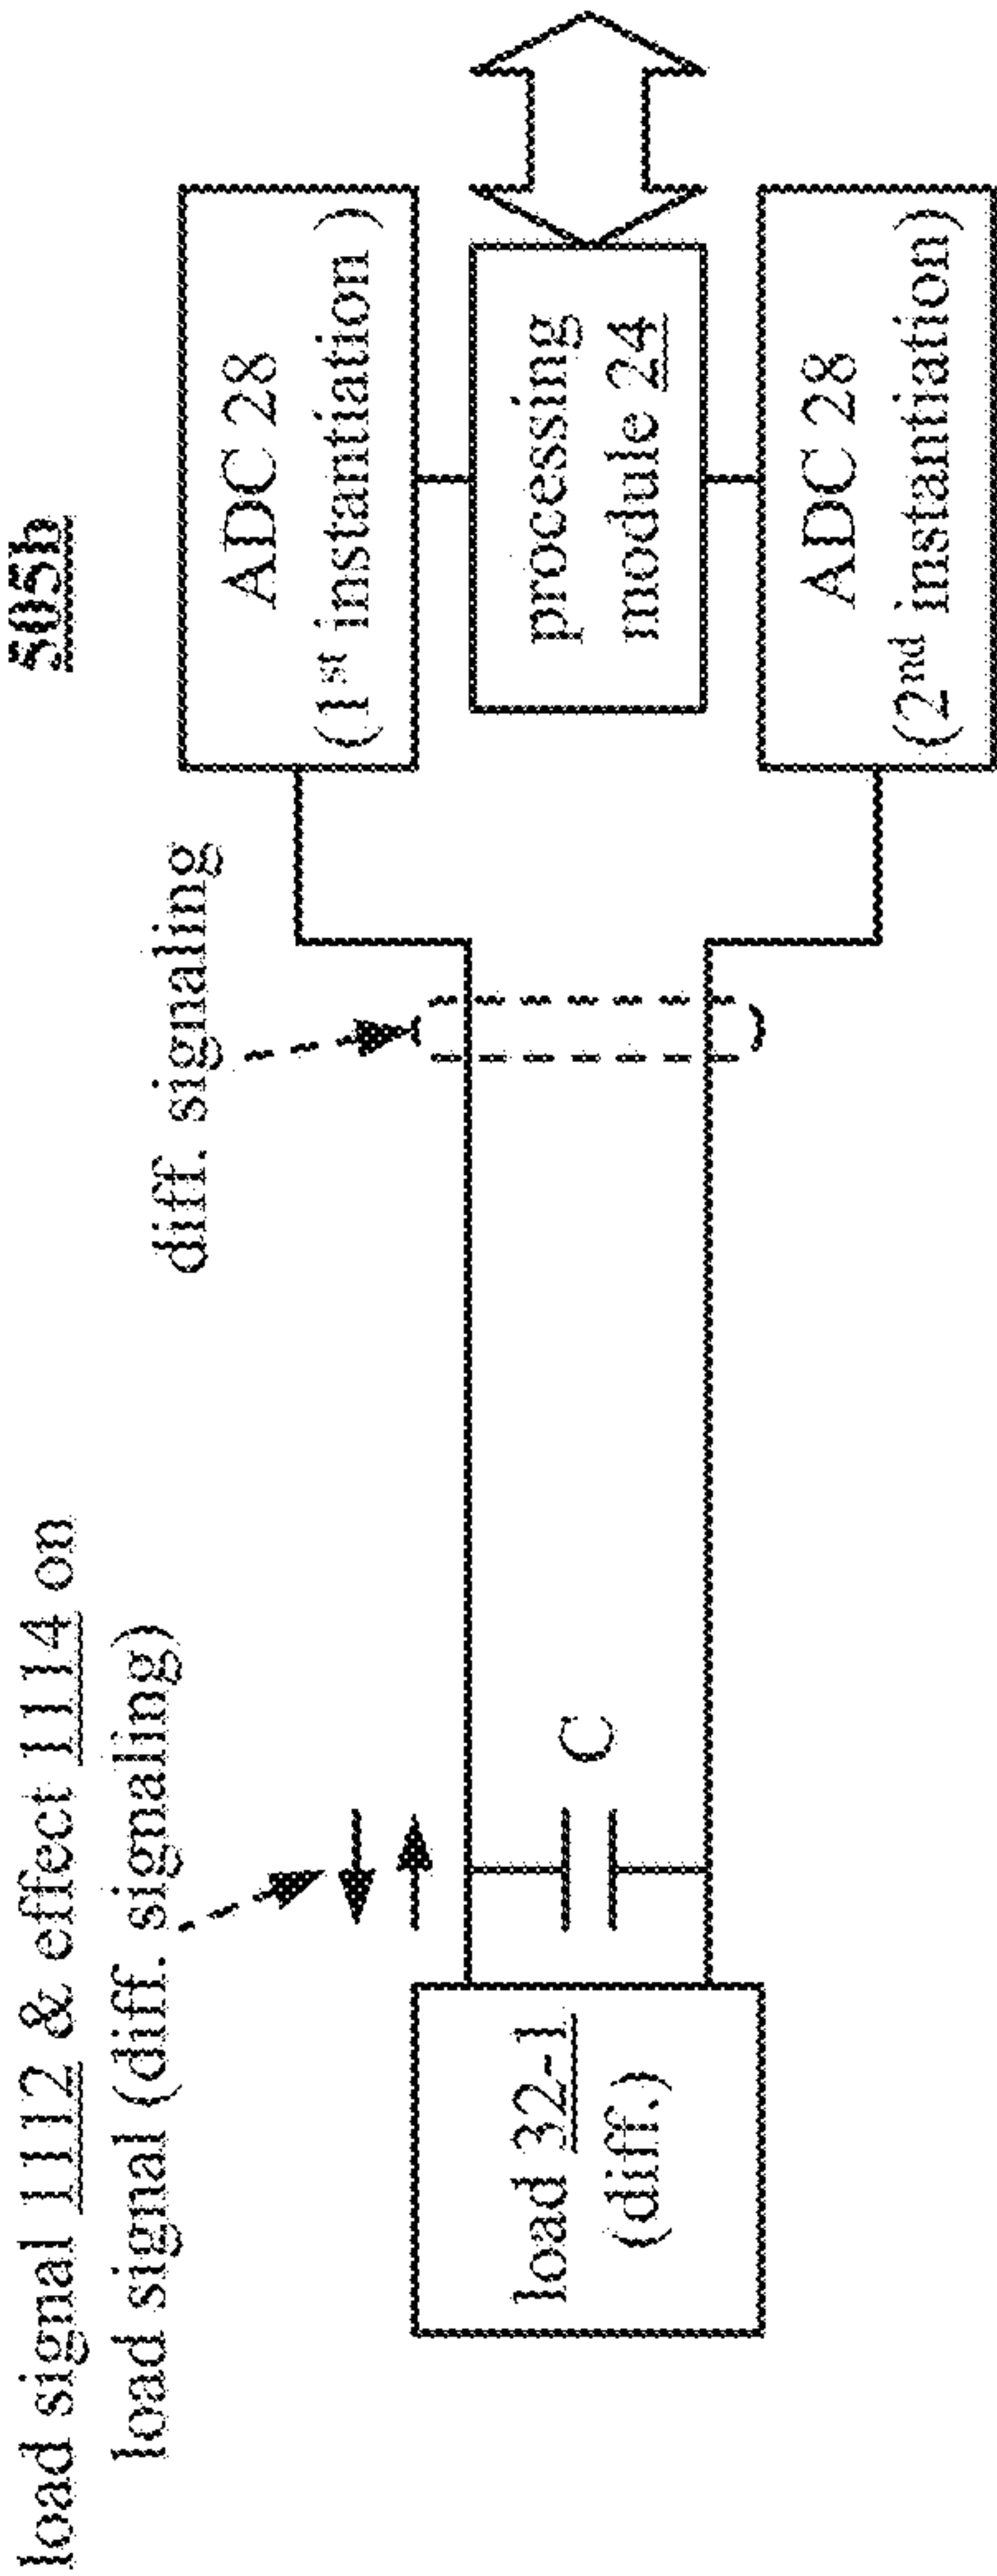 505b
load signal 1112 & effect 1114 on
load signal (diff. signaling)
diff. signaling
ADC 28
(1st instantiation )
load 32-1
(diff.)
C
processing
module 24
ADC 28
(2nd instantiation)